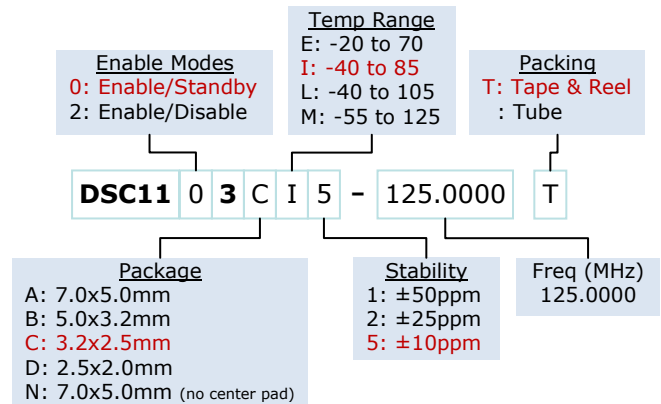 Temp Range
E: -20 to 70
I: -40 to 85
L: -40 to 105
M: -55 to 125
Enable Modes
0: Enable/Standby
2: Enable/Disable
Packing
T: Tape & Reel
: Tube
DSC11 0 3 C I 5 – 125.0000 T
Package
A: 7.0x5.0mm
B: 5.0x3.2mm
C: 3.2x2.5mm
D: 2.5x2.0mm
N: 7.0x5.0mm (no center pad)
Stability
1: ±50ppm
2: ±25ppm
5: ±10ppm
Freq (MHz)
125.0000